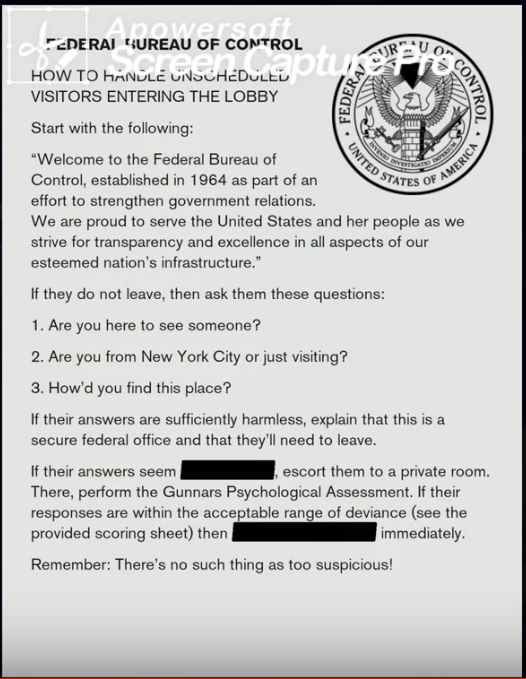 Apowersoft
Screen Capture Pro
FEDERAL BUREAU OF CONTROL
HOW TO HANDLE UNSCHEDULED
VISITORS ENTERING THE LOBBY
FEDERAL BUREAU OF CONTROL
INVENIO INVESTIGATIO IMPERIUM
UNITED STATES OF AMERICA
Start with the following:
“Welcome to the Federal Bureau of
Control, established in 1964 as part of an
effort to strengthen government relations.
We are proud to serve the United States and her people as we
strive for transparency and excellence in all aspects of our
esteemed nation’s infrastructure.”
If they do not leave, then ask them these questions:
1. Are you here to see someone?
2. Are you from New York City or just visiting?
3. How’d you find this place?
If their answers are sufficiently harmless, explain that this is a
secure federal office and that they’ll need to leave.
If their answers seem , escort them to a private room.
There, perform the Gunnars Psychological Assessment. If their
responses are within the acceptable range of deviance (see the
provided scoring sheet) then immediately.
Remember: There’s no such thing as too suspicious!